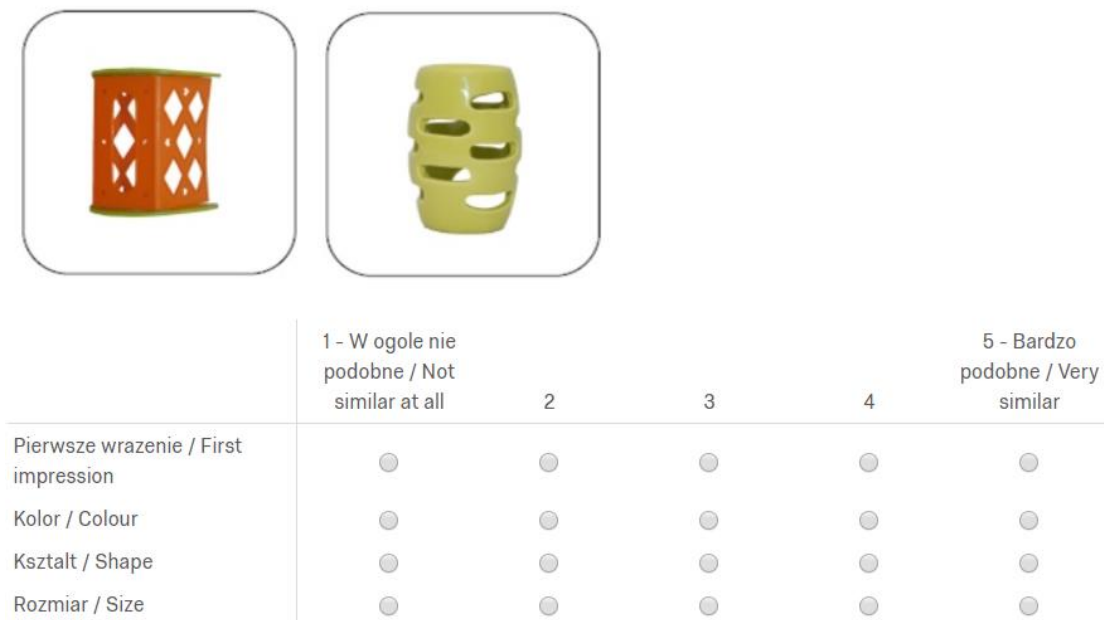 1 - W ogole nie
podobne / Not
similar at all
2
3
4
5 - Bardzo
podobne / Very
similar
Pierwsze wrazenie / First
impression
Kolor / Colour
Ksztalt / Shape
Rozmiar / Size